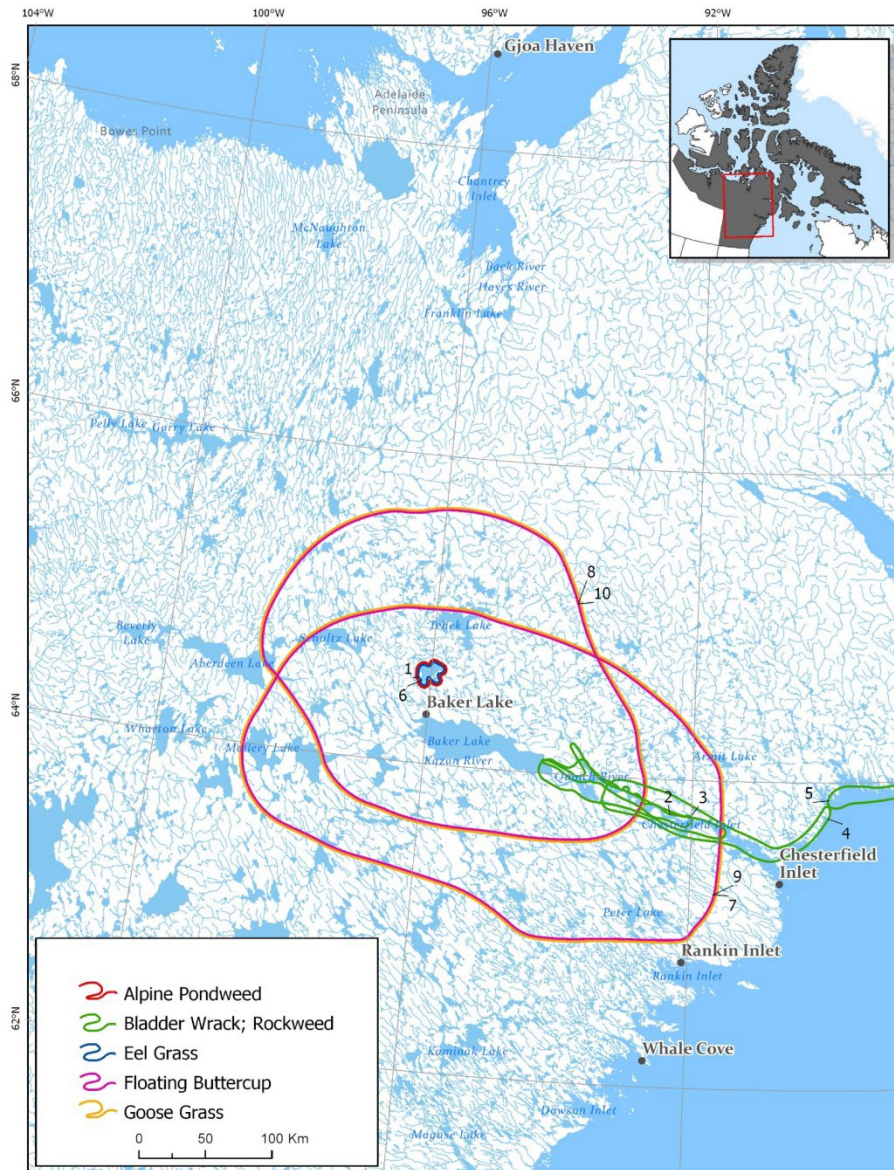 104°W
100°W
96°W
92°W
68°N
66°N
64°N
62°N
Gjoa Haven
Adelaide
Peninsula
Bowes Point
Chantrey
Inlet
McNaughton
Lake
Back River
Hayes River
Franklin Lake
Pelly Lake
Garry Lake
8
10
Beverly
Lake
Schultz Lake
Tehek Lake
Aberdeen Lake
1
6
Baker Lake
Wharton Lake
Mallery Lake
Baker Lake
Kazan River
Armit Lake
Quoich River
2
3
5
4
Chesterfield Inlet
Chesterfield
Inlet
9
7
Peter Lake
Rankin Inlet
Rankin Inlet
Whale Cove
Kaminak Lake
Dawson Inlet
Maguse Lake
Alpine Pondweed
Bladder Wrack; Rockweed
Eel Grass
Floating Buttercup
Goose Grass
0 50 100 Km